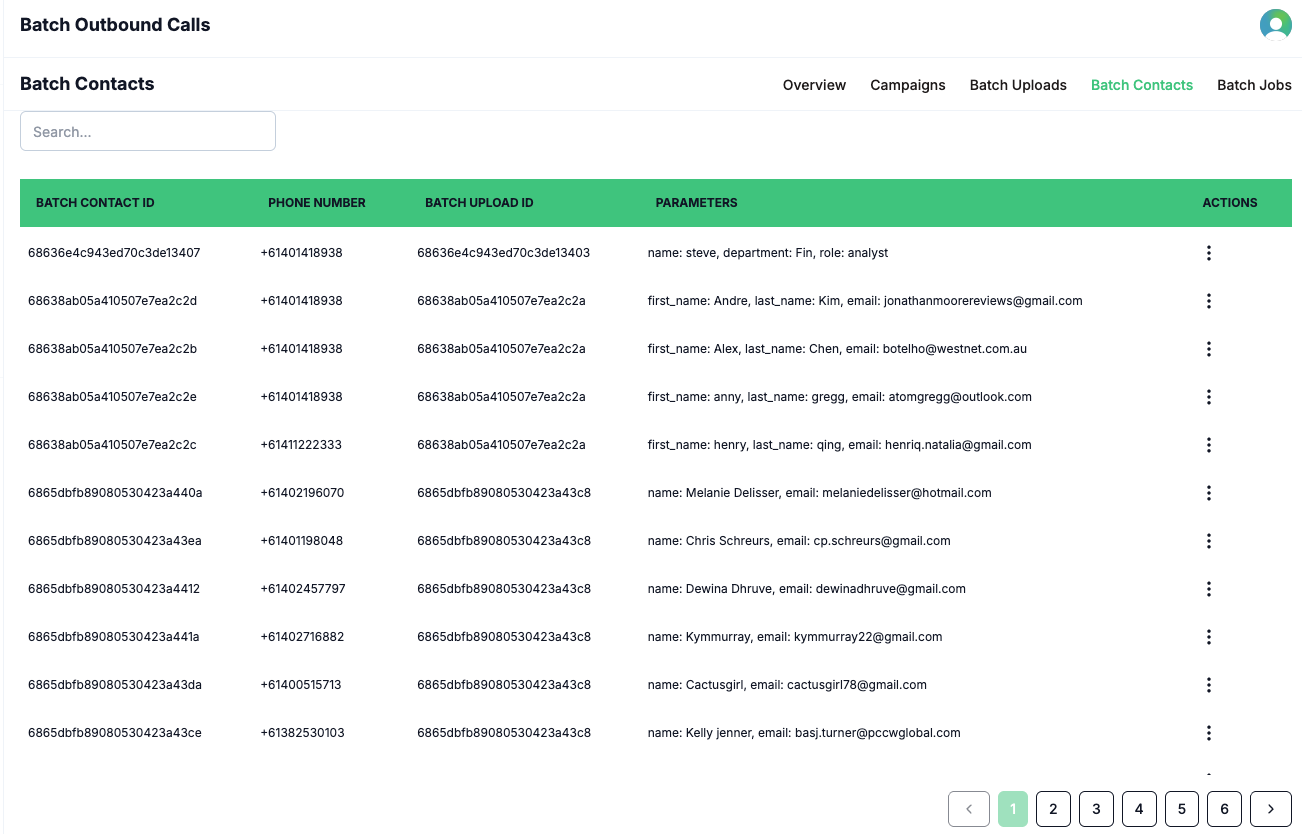 Batch Outbound Calls
Batch Contacts Overview Campaigns Batch Uploads Batch Contacts Batch Jobs
Search...
BATCH CONTACT ID PHONE NUMBER BATCH UPLOAD ID PARAMETERS ACTIONS
68636e4c943ed70c3de13407 +61401418938 68636e4c943ed70c3de13403 name: steve, department: Fin, role: analyst
68638ab05a410507e7ea2c2d +61401418938 68638ab05a410507e7ea2c2a first_name: Andre, last_name: Kim, email: jonathanmoorereviews@gmail.com
68638ab05a410507e7ea2c2b +61401418938 68638ab05a410507e7ea2c2a first_name: Alex, last_name: Chen, email: botelho@westnet.com.au
68638ab05a410507e7ea2c2e +61401418938 68638ab05a410507e7ea2c2a first_name: anny, last_name: gregg, email: atomgregg@outlook.com
68638ab05a410507e7ea2c2c +61411222333 68638ab05a410507e7ea2c2a first_name: henry, last_name: qing, email: henriq.natalia@gmail.com
6865dbfb89080530423a440a +61402196070 6865dbfb89080530423a43c8 name: Melanie Delisser, email: melaniedelisser@hotmail.com
6865dbfb89080530423a43ea +61401198048 6865dbfb89080530423a43c8 name: Chris Schreurs, email: cp.schreurs@gmail.com
6865dbfb89080530423a4412 +61402457797 6865dbfb89080530423a43c8 name: Dewina Dhruve, email: dewinadhruve@gmail.com
6865dbfb89080530423a441a +61402716882 6865dbfb89080530423a43c8 name: Kymmurray, email: kymmurray22@gmail.com
6865dbfb89080530423a43da +61400515713 6865dbfb89080530423a43c8 name: Cactusgirl, email: cactusgirl78@gmail.com
6865dbfb89080530423a43ce +61382530103 6865dbfb89080530423a43c8 name: Kelly jenner, email: basj.turner@pccwglobal.com
1 2 3 4 5 6